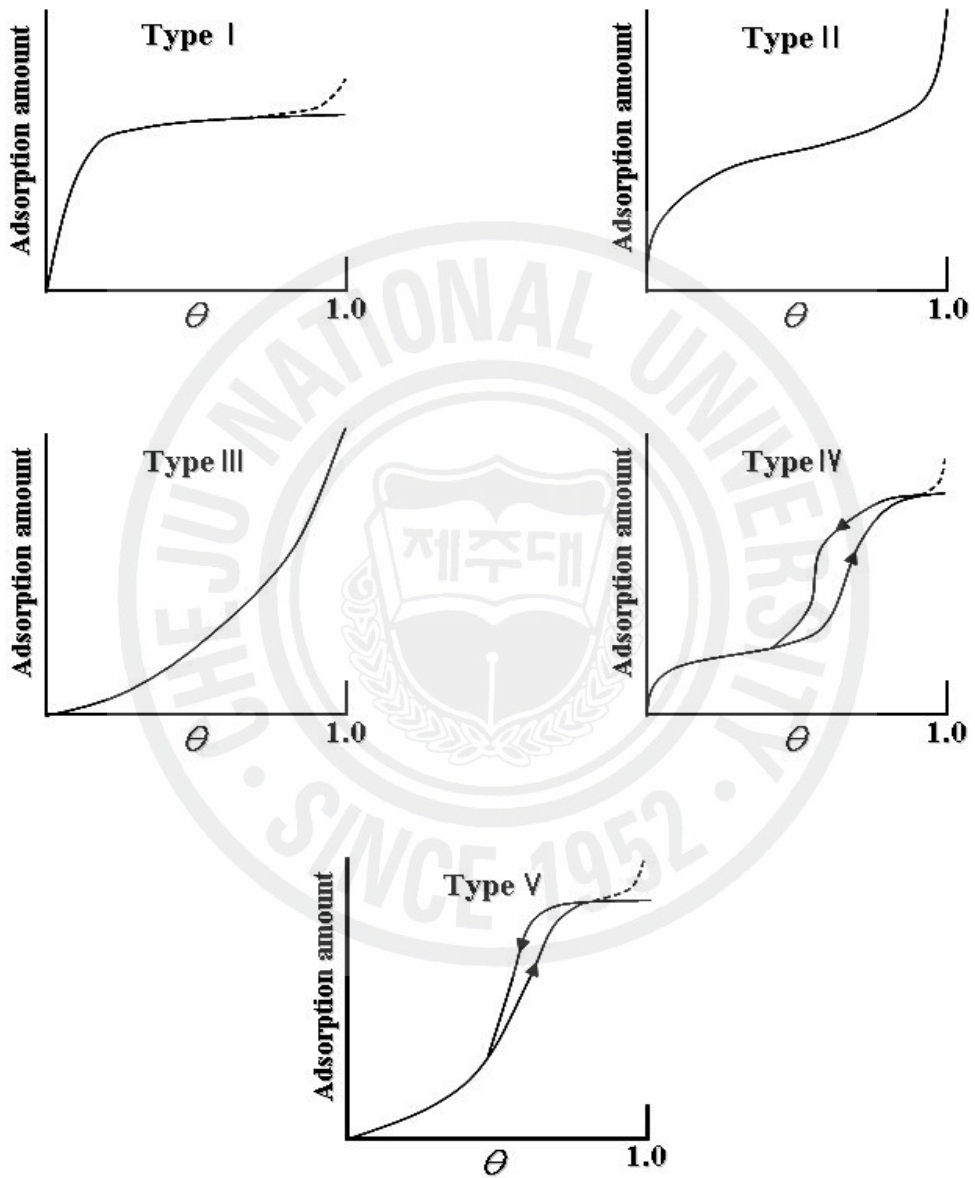 Type Ⅰ
Adsorption amount
θ
1.0
Type Ⅱ
Adsorption amount
θ
1.0
Type Ⅲ
Adsorption amount
θ
1.0
Type Ⅳ
Adsorption amount
θ
1.0
Type Ⅴ
Adsorption amount
θ
1.0
CHEJU NATIONAL UNIVERSITY
제주대
SINCE 1952